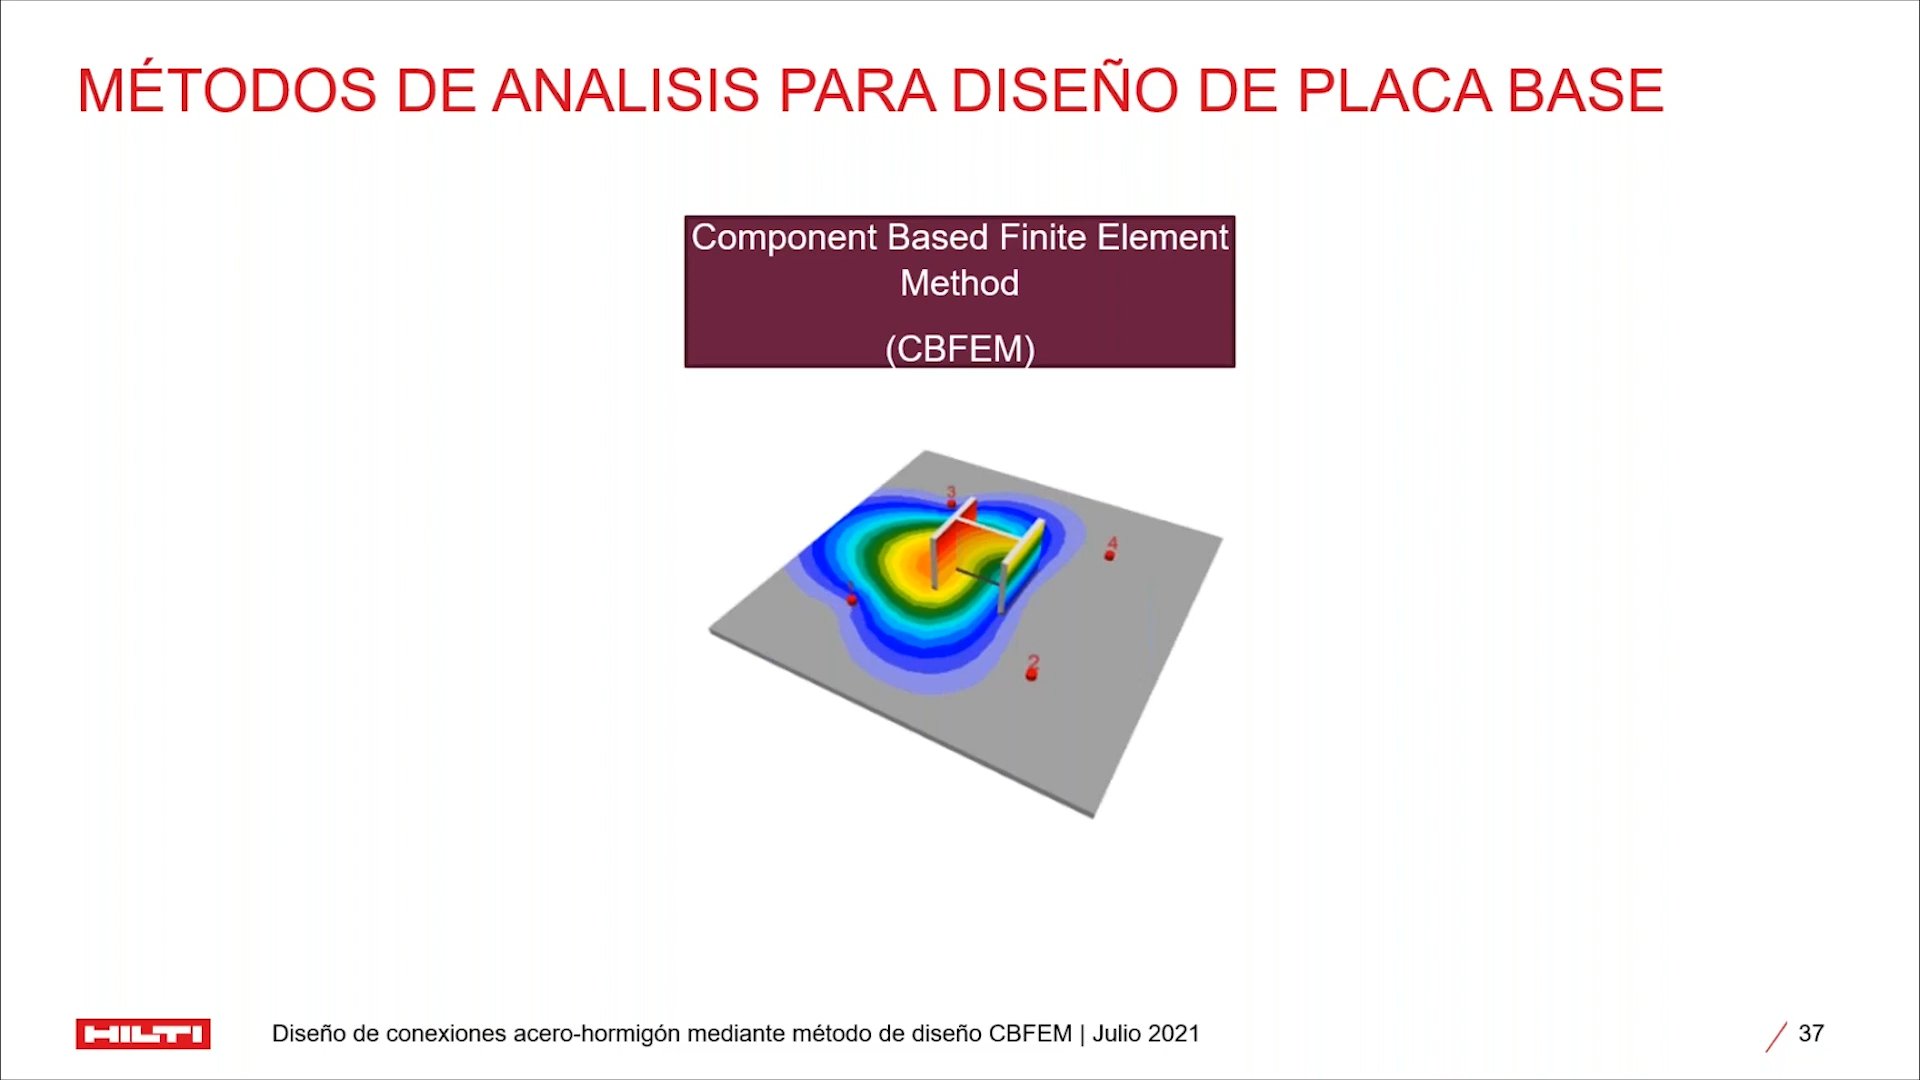 MÉTODOS DE ANALISIS PARA DISEÑO DE PLACA BASE
Component Based Finite Element
Method
(CBFEM)
3
4
2
HILTI
Diseño de conexiones acero-hormigón mediante método de diseño CBFEM | Julio 2021
37